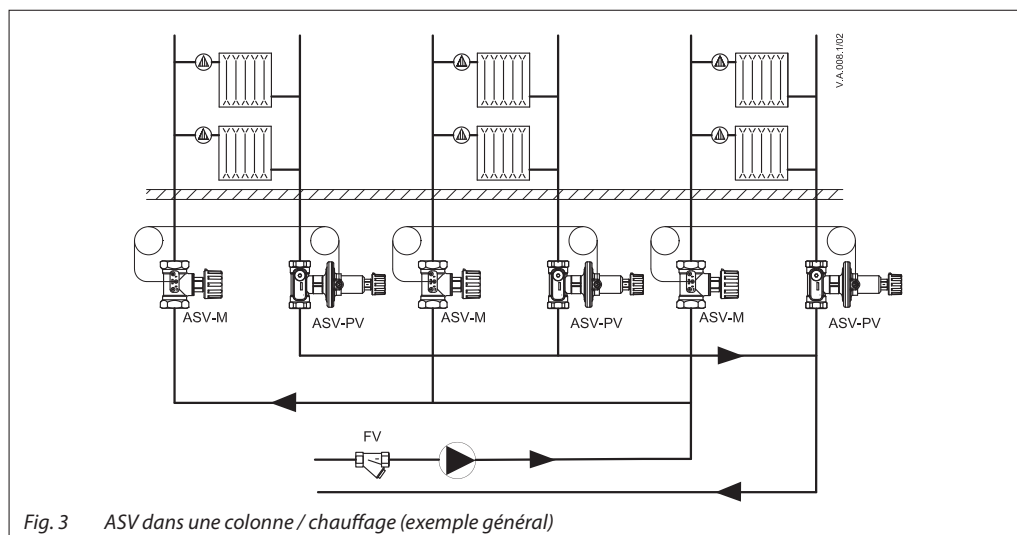 V.A.008.1/02
ASV-M
ASV-PV
ASV-M
ASV-PV
ASV-M
ASV-PV
FV
Fig. 3 ASV dans une colonne / chauffage (exemple général)